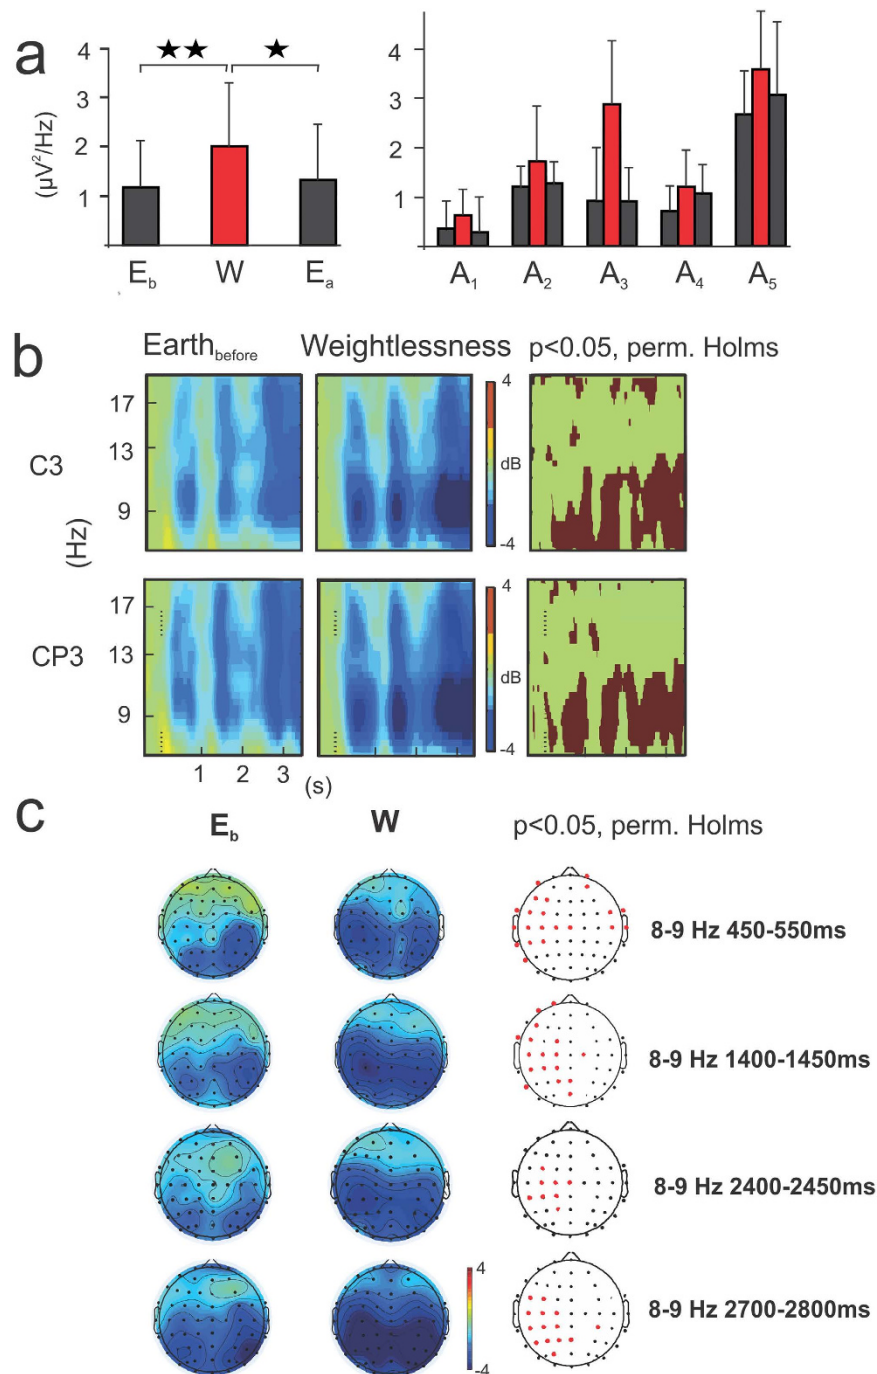 a
(µV²/Hz)
4
3
2
1
★★ ★
E_b W E_a
4
3
2
1
A₁ A₂ A₃ A₄ A₅
b
Earth_before Weightlessness p<0.05, perm. Holms
C3
(Hz)
17
13
9
4
dB
-4
CP3
17
13
9
4
dB
-4
1 2 3 (s)
c
E_b W p<0.05, perm. Holms
8-9 Hz 450-550ms
8-9 Hz 1400-1450ms
8-9 Hz 2400-2450ms
8-9 Hz 2700-2800ms
4
-4